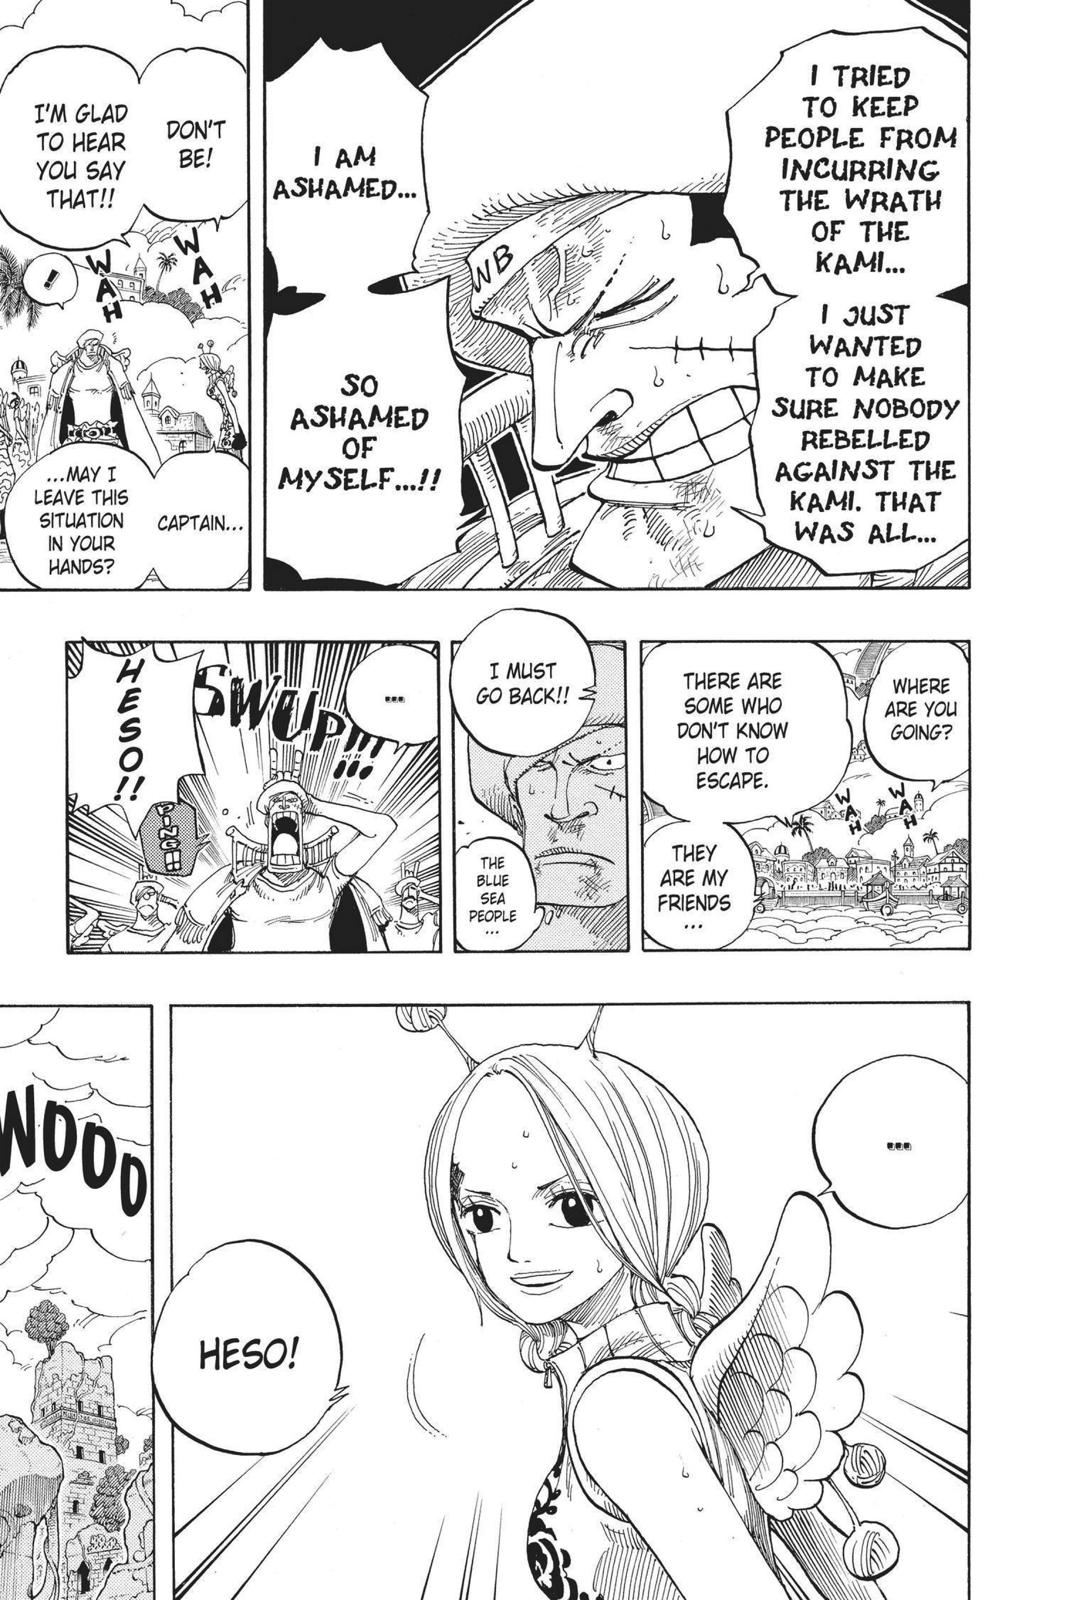 I TRIED
TO KEEP
PEOPLE FROM
INCURRING
THE WRATH
OF THE
KAMI...
I JUST
WANTED
TO MAKE
SURE NOBODY
REBELLED
AGAINST THE
KAMI. THAT
WAS ALL...
WB
I AM
ASHAMED...
SO
ASHAMED
OF
MYSELF...!!
DON'T
BE!
I'M GLAD
TO HEAR
YOU SAY
THAT!!
WAH
WAH
!
CAPTAIN...
...MAY I
LEAVE THIS
SITUATION
IN YOUR
HANDS?
WHERE
ARE YOU
GOING?
THERE ARE
SOME WHO
DON'T KNOW
HOW TO
ESCAPE.
WAH
WAH
THEY
ARE MY
FRIENDS
...
I MUST
GO BACK!!
THE
BLUE
SEA
PEOPLE
...
...
SWUP!!!
!!!
HESO!!
PING!!
...
HESO!
WOOO